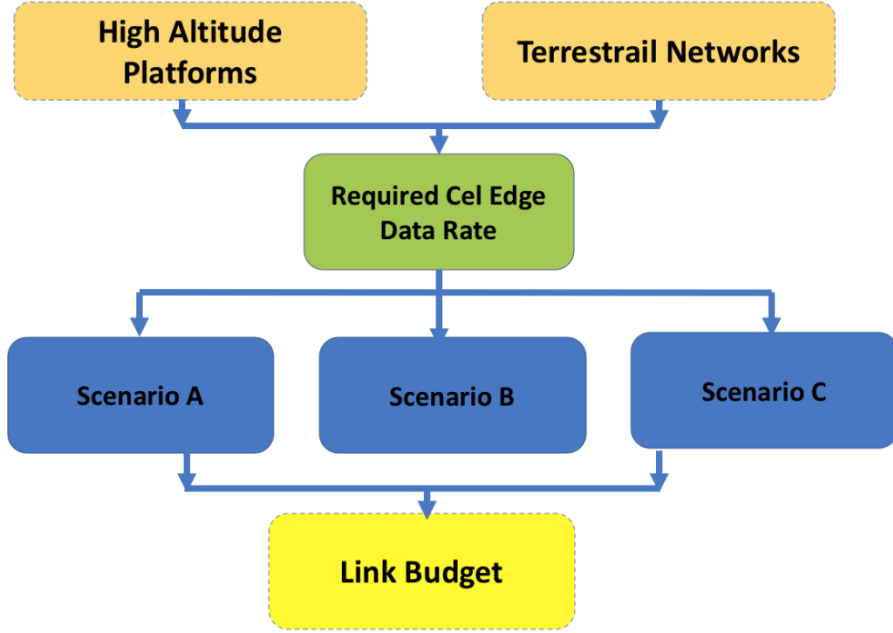 High Altitude
Platforms
Terrestrail Networks
Required Cel Edge
Data Rate
Scenario A
Scenario B
Scenario C
Link Budget